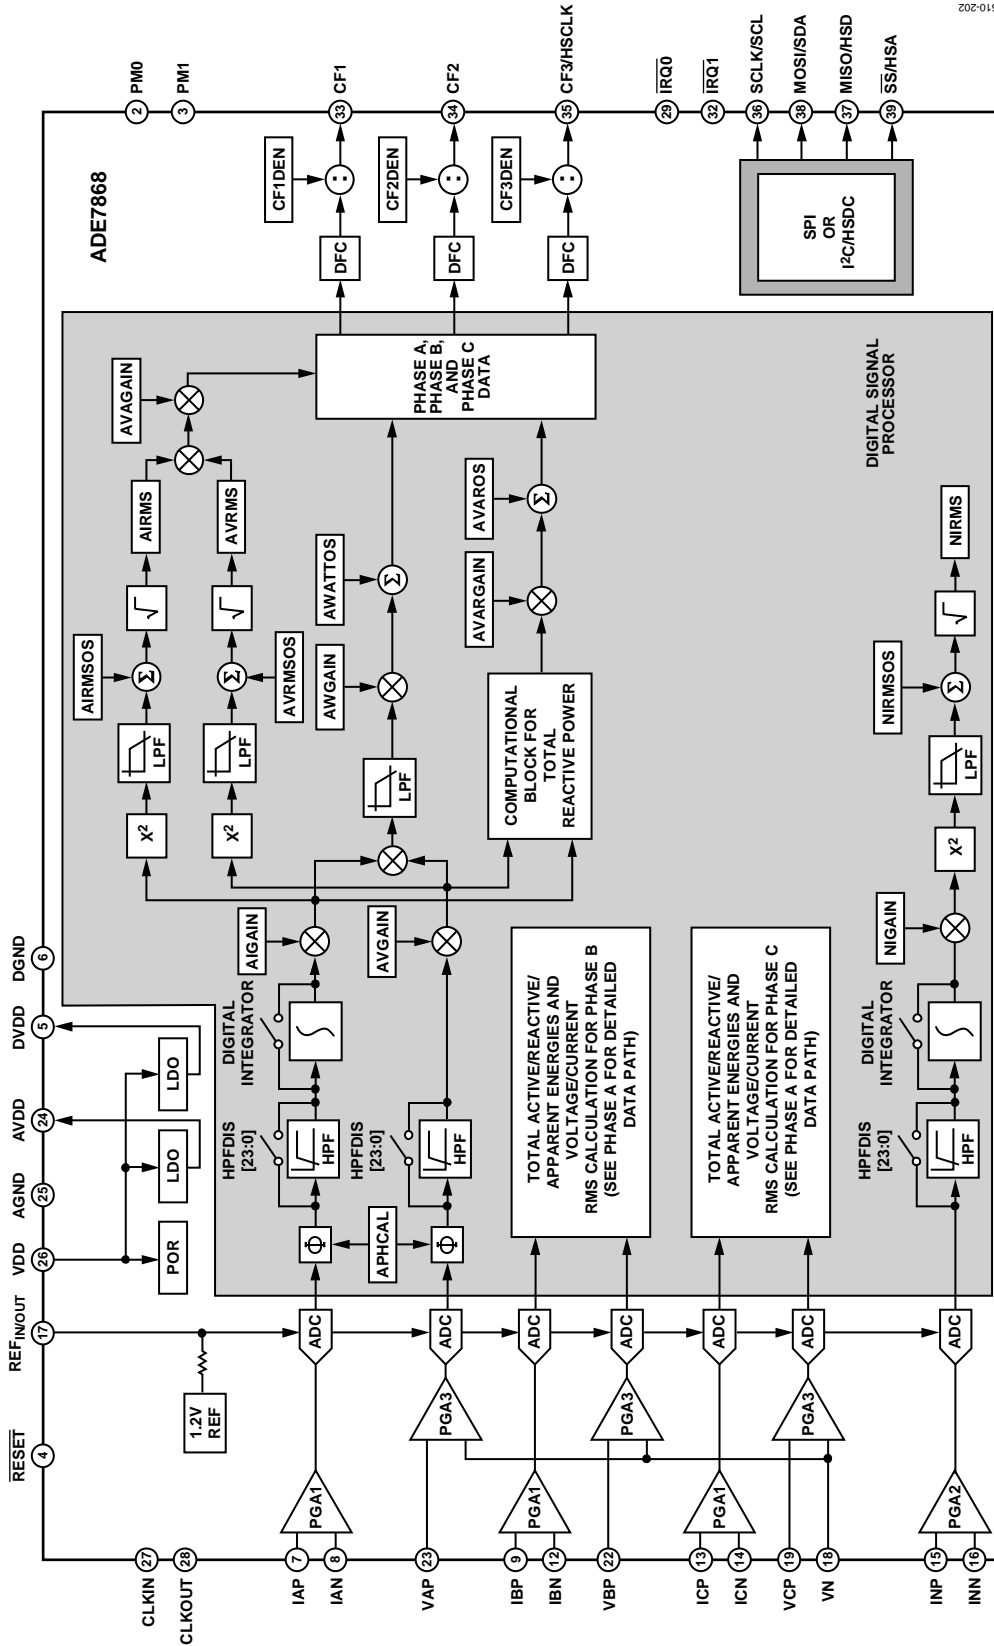 RESET
4
REFIN/OUT
17
VDD
26
AGND
25
AVDD
24
DVDD
5
DGND
6
ADE7868
CLKIN
27
CLKOUT
28
1.2V
REF
POR
LDO
LDO
IAP
7
IAN
8
PGA1
ADC
Φ
HPFDIS
[23:0]
HPF
DIGITAL
INTEGRATOR
AIGAIN
X2
LPF
AIRMSOS
Σ
√
AIRMS
AVAGAIN
VAP
23
PGA3
ADC
APHCAL
Φ
HPFDIS
[23:0]
HPF
AVGAIN
X2
LPF
AVRMSOS
Σ
√
AVRMS
LPF
AWGAIN
AWATTOS
Σ
COMPUTATIONAL
BLOCK FOR
TOTAL
REACTIVE POWER
AVARGAIN
AVAROS
Σ
PHASE A,
PHASE B,
AND
PHASE C
DATA
IBP
9
IBN
12
PGA1
ADC
VBP
22
PGA3
ADC
TOTAL ACTIVE/REACTIVE/
APPARENT ENERGIES AND
VOLTAGE/CURRENT
RMS CALCULATION FOR PHASE B
(SEE PHASE A FOR DETAILED
DATA PATH)
ICP
13
ICN
14
PGA1
ADC
VCP
19
VN
18
PGA3
ADC
TOTAL ACTIVE/REACTIVE/
APPARENT ENERGIES AND
VOLTAGE/CURRENT
RMS CALCULATION FOR PHASE C
(SEE PHASE A FOR DETAILED
DATA PATH)
INP
15
INN
16
PGA2
ADC
HPFDIS
[23:0]
HPF
DIGITAL
INTEGRATOR
NIGAIN
X2
LPF
NIRMSOS
Σ
√
NIRMS
DIGITAL SIGNAL
PROCESSOR
DFC
CF1DEN
:
DFC
CF2DEN
:
DFC
CF3DEN
:
SPI
OR
I2C/HSDC
2
PM0
3
PM1
33
CF1
34
CF2
35
CF3/HSCLK
29
IRQ0
32
IRQ1
36
SCLK/SCL
38
MOSI/SDA
37
MISO/HSD
39
SS/HSA